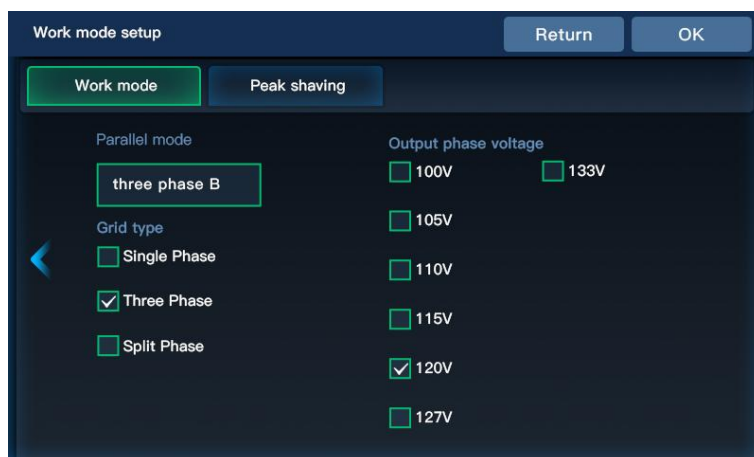 Work mode setup
Return
OK
Work mode
Peak shaving
Parallel mode
three phase B
Grid type
Single Phase
Three Phase
Split Phase
Output phase voltage
100V
133V
105V
110V
115V
120V
127V